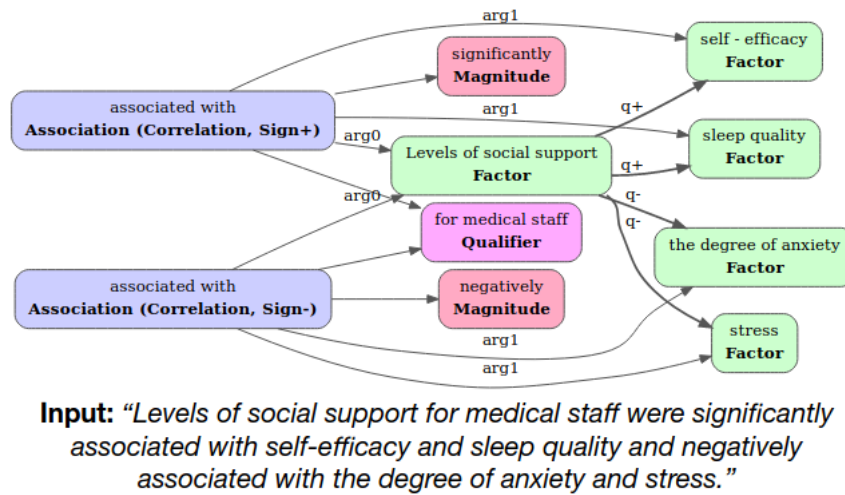 arg1
self - efficacy
Factor
significantly
Magnitude
q+
associated with
Association (Correlation, Sign+)
arg1
arg0
sleep quality
Factor
Levels of social support
Factor
q+
arg0
q-
q-
for medical staff
Qualifier
the degree of anxiety
Factor
associated with
Association (Correlation, Sign-)
negatively
Magnitude
stress
Factor
arg1
arg1
Input: “Levels of social support for medical staff were significantly
associated with self-efficacy and sleep quality and negatively
associated with the degree of anxiety and stress.”